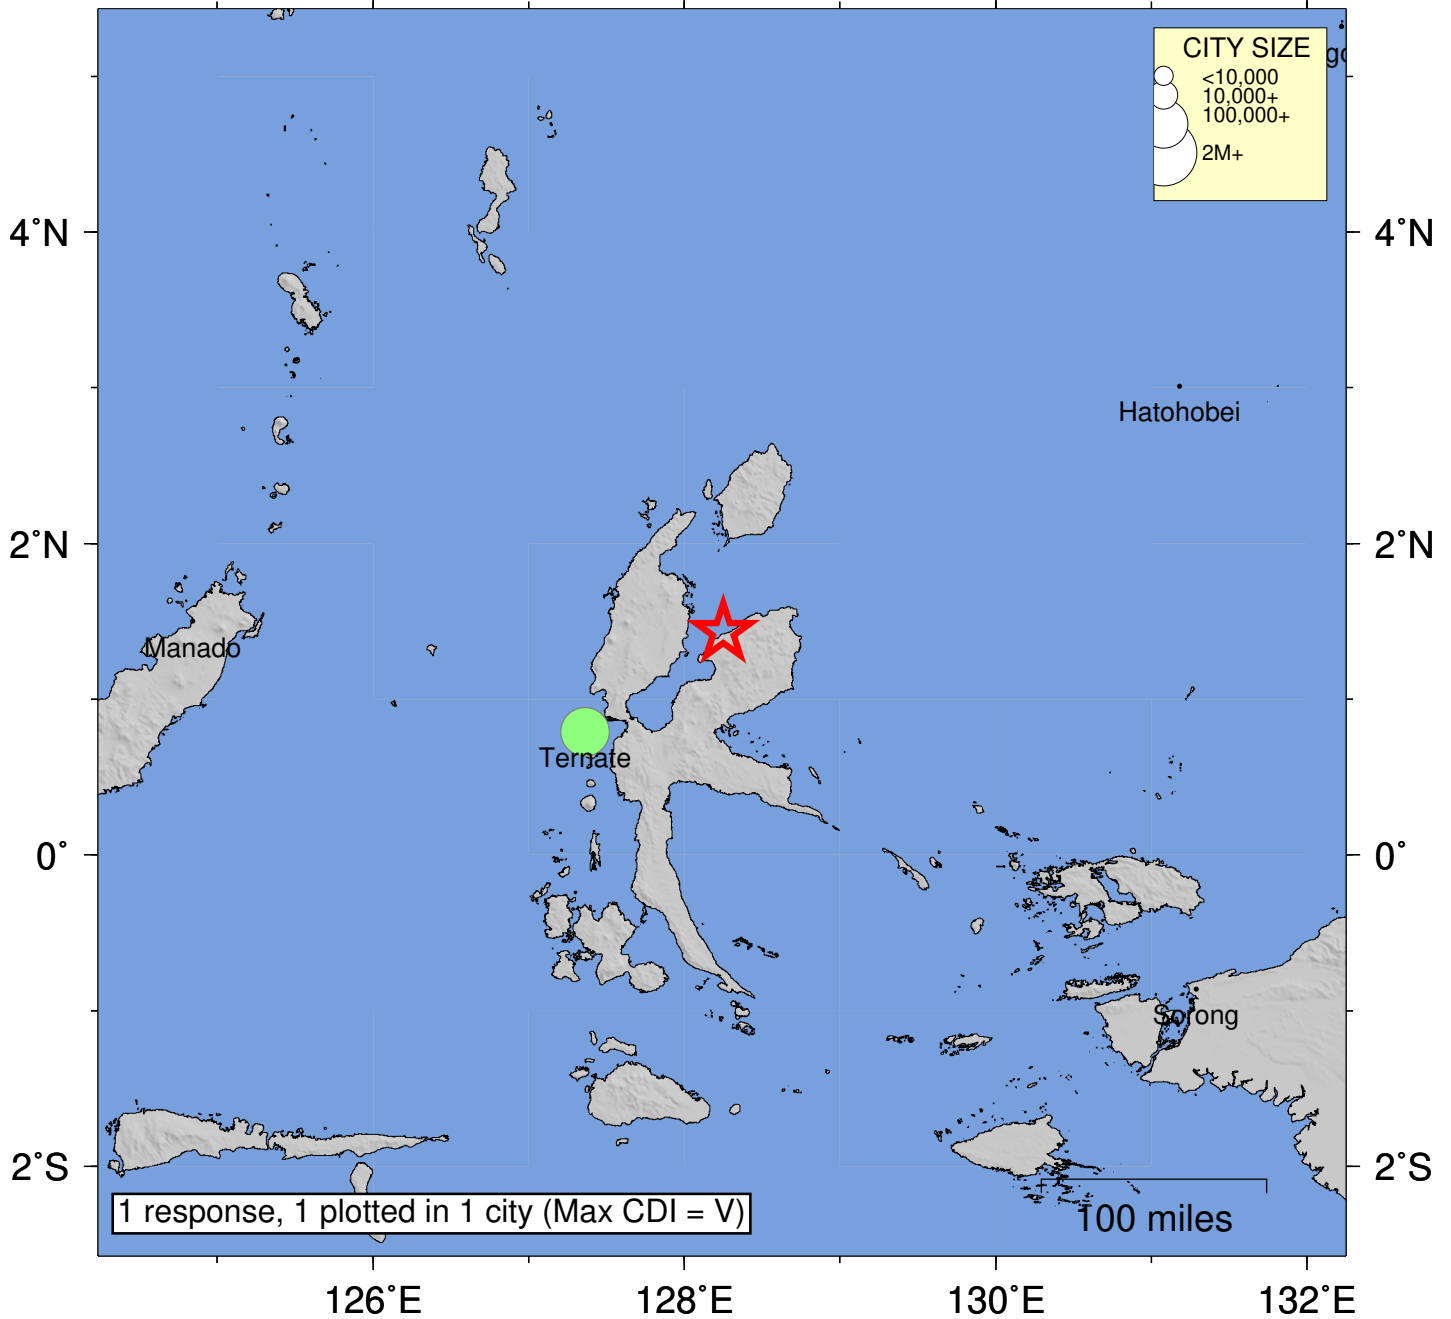 CITY SIZE
<10,000
10,000+
100,000+
2M+
4°N
4°N
Hatohobei
2°N
2°N
Manado
Ternate
0°
0°
Sorong
2°S
2°S
1 response, 1 plotted in 1 city (Max CDI = V)
100 miles
126°E
128°E
130°E
132°E